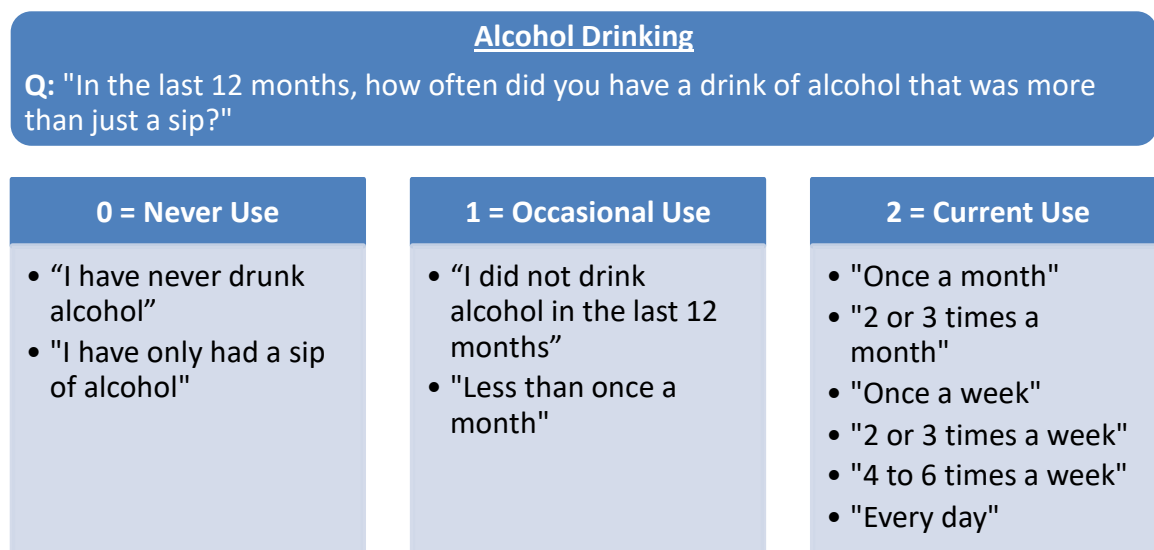 Alcohol Drinking
Q: "In the last 12 months, how often did you have a drink of alcohol that was more
than just a sip?"
0 = Never Use
• “I have never drunk
alcohol”
• "I have only had a sip
of alcohol"
1 = Occasional Use
• “I did not drink
alcohol in the last 12
months”
• "Less than once a
month"
2 = Current Use
• "Once a month"
• "2 or 3 times a
month"
• "Once a week"
• "2 or 3 times a week"
• "4 to 6 times a week"
• "Every day"